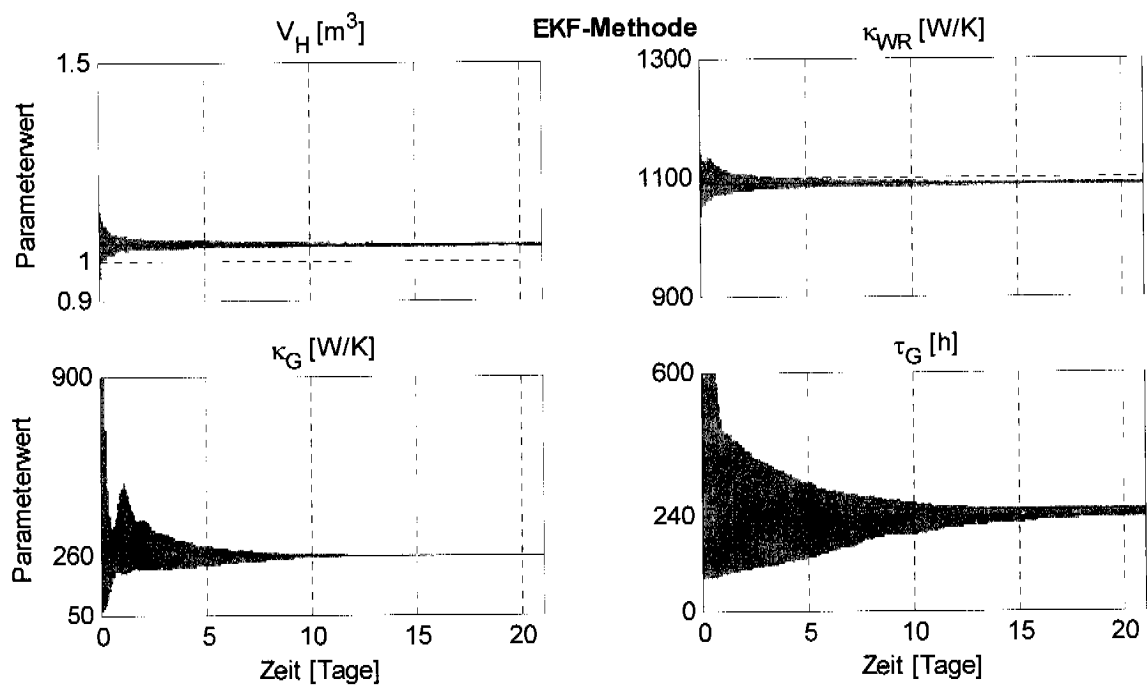 EKF-Methode
V_H [m³]
κ_WR [W/K]
Parameterwert
1.5
1
0.9
1300
1100
900
κ_G [W/K]
τ_G [h]
Parameterwert
900
260
50
0 5 10 15 20
Zeit [Tage]
600
240
0
0 5 10 15 20
Zeit [Tage]